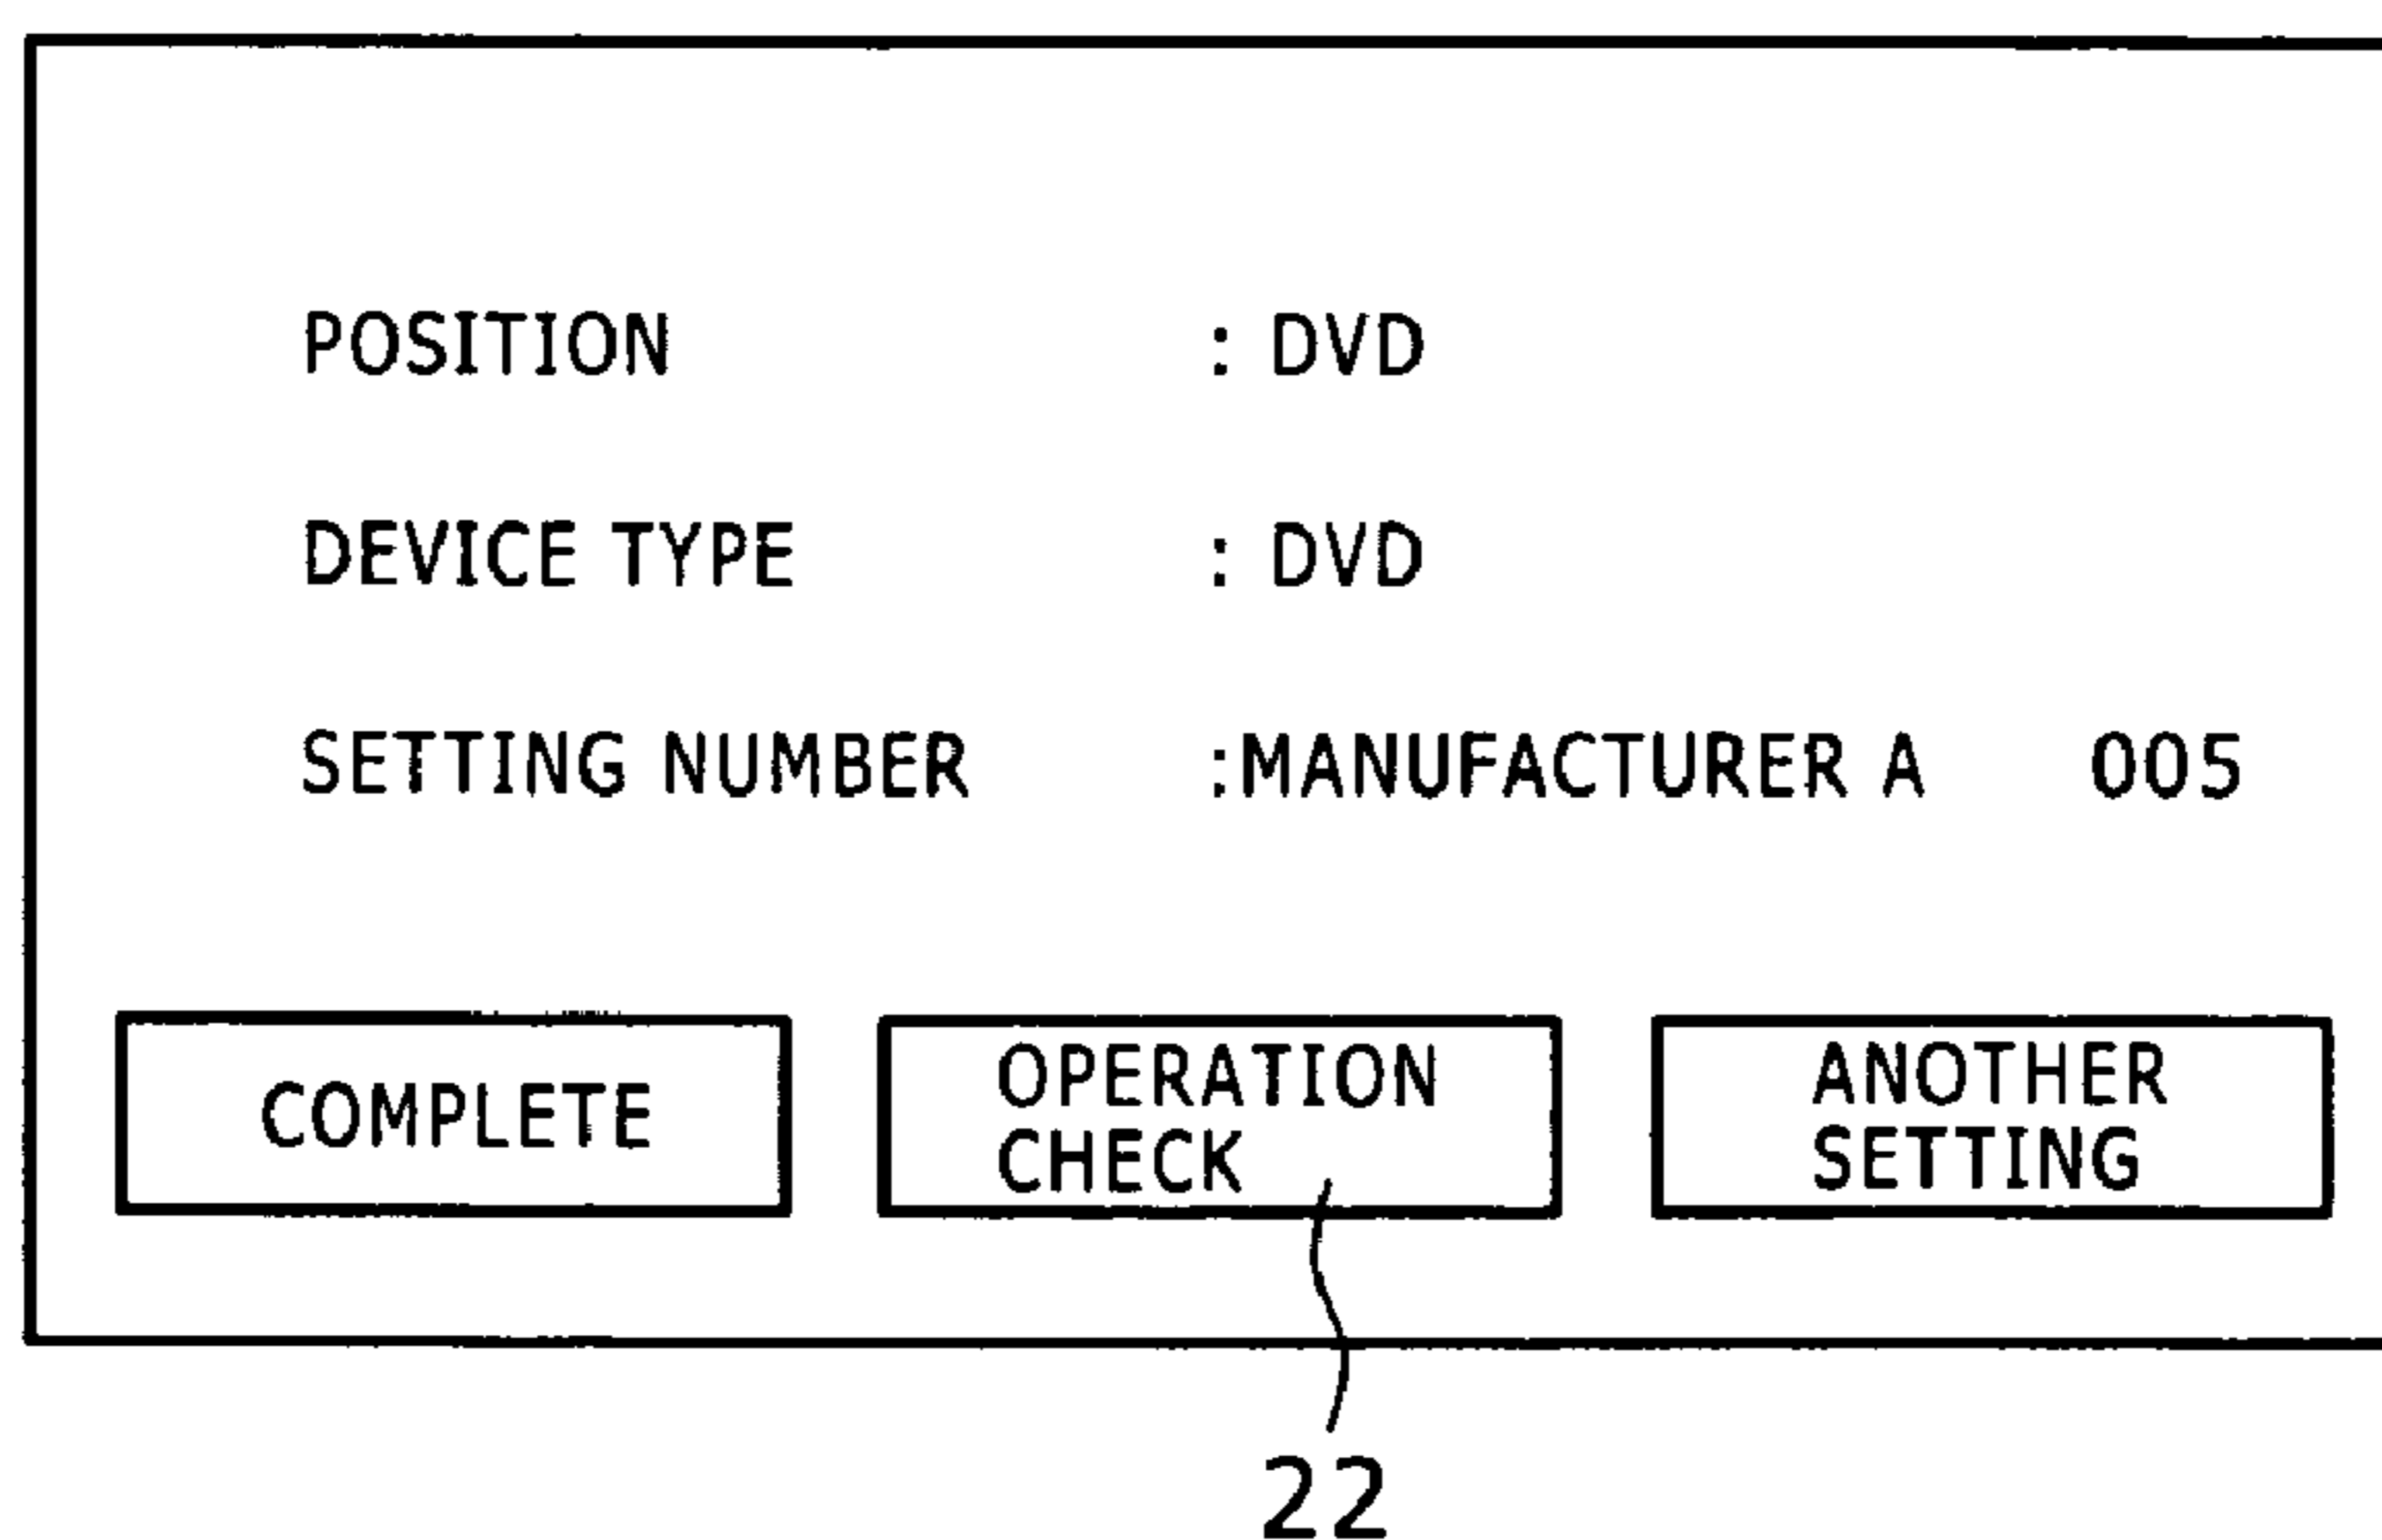 POSITION : DVD
DEVICE TYPE : DVD
SETTING NUMBER :MANUFACTURER A 005
COMPLETE
OPERATION
CHECK
ANOTHER
SETTING
22